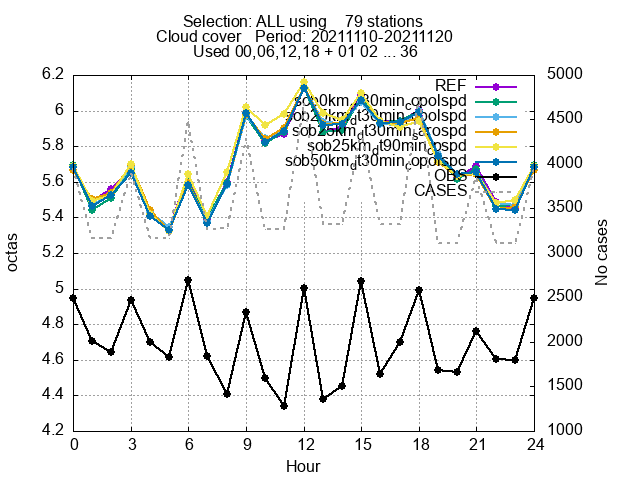 Selection: ALL using 79 stations
Cloud cover Period: 20211110-20211120
Used 00,06,12,18 + 01 02 ... 36
6.2
6
5.8
5.6
5.4
5.2
5
4.8
4.6
4.4
4.2
octas
5000
4500
4000
3500
3000
2500
2000
1500
1000
No cases
REF
OBS
CASES
0 3 6 9 12 15 18 21 24
Hour